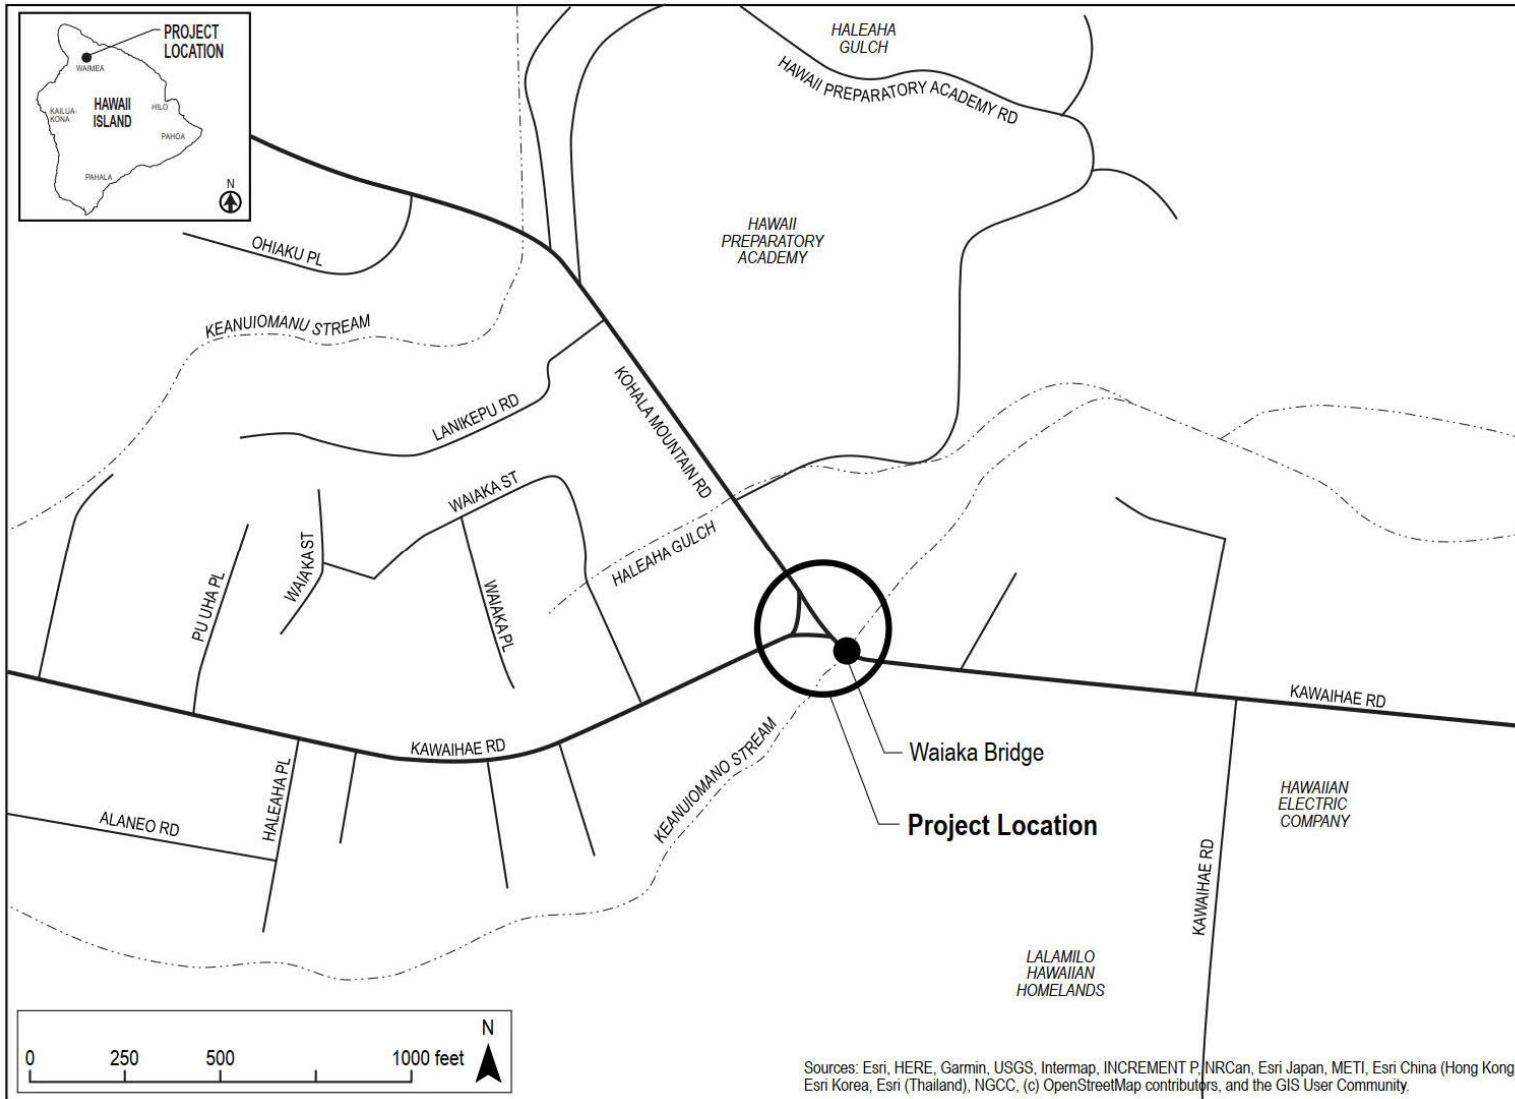 PROJECT
LOCATION
WAIMEA
KAILUA-
KONA
HAWAII
ISLAND
HILO
PAHOA
PAHALA
N
HALEAHA
GULCH
HAWAII PREPARATORY ACADEMY RD
HAWAII
PREPARATORY
ACADEMY
OHIAKU PL
KEANUIOMANU STREAM
LANIKEPU RD
KOHALA MOUNTAIN RD
WAIAKA ST
HALEAHA GULCH
WAIAKA ST
PU UHA PL
WAIAKA PL
KAWAIHAE RD
KAWAIHAE RD
HALEAHA PL
ALANEO RD
KEANUIOMANO STREAM
Waiaka Bridge
Project Location
HAWAIIAN
ELECTRIC
COMPANY
KAWAIHAE RD
LALAMILO
HAWAIIAN
HOMELANDS
N
0 250 500 1000 feet
Sources: Esri, HERE, Garmin, USGS, Intermap, INCREMENT P, NRCan, Esri Japan, METI, Esri China (Hong Kong
Esri Korea, Esri (Thailand), NGCC, (c) OpenStreetMap contributors, and the GIS User Community.